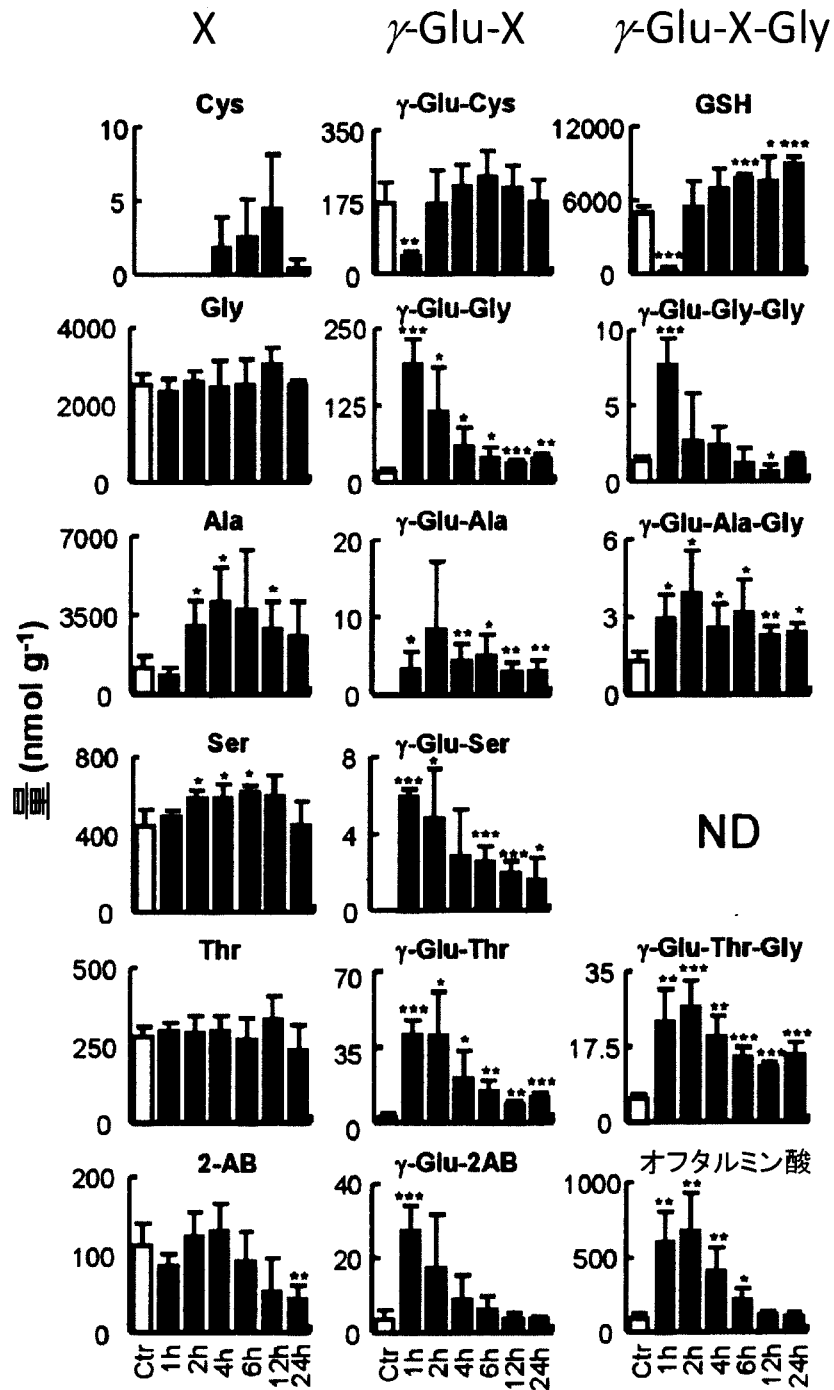 X γ-Glu-X γ-Glu-X-Gly
Cys γ-Glu-Cys GSH
10 5 0
350 175 0
** 
12000 6000 0
*** *** * ***
Gly γ-Glu-Gly γ-Glu-Gly-Gly
4000 2000 0
250 125 0
*** * * * *** **
10 5 0
*** *
Ala γ-Glu-Ala γ-Glu-Ala-Gly
7000 3500 0
* * *
20 10 0
* ** * ** **
6 3 0
* * * * ** *
量 (nmol g-1)
Ser γ-Glu-Ser
800 400 0
* * *
8 4 0
*** * *** *** *
ND
Thr γ-Glu-Thr γ-Glu-Thr-Gly
500 250 0
70 35 0
*** * * ** ** ***
35 17.5 0
** *** ** *** *** ***
2-AB γ-Glu-2AB オフタルミン酸
200 100 0
**
40 20 0
***
1000 500 0
** ** ** *
Ctr 1h 2h 4h 6h 12h 24h
Ctr 1h 2h 4h 6h 12h 24h
Ctr 1h 2h 4h 6h 12h 24h